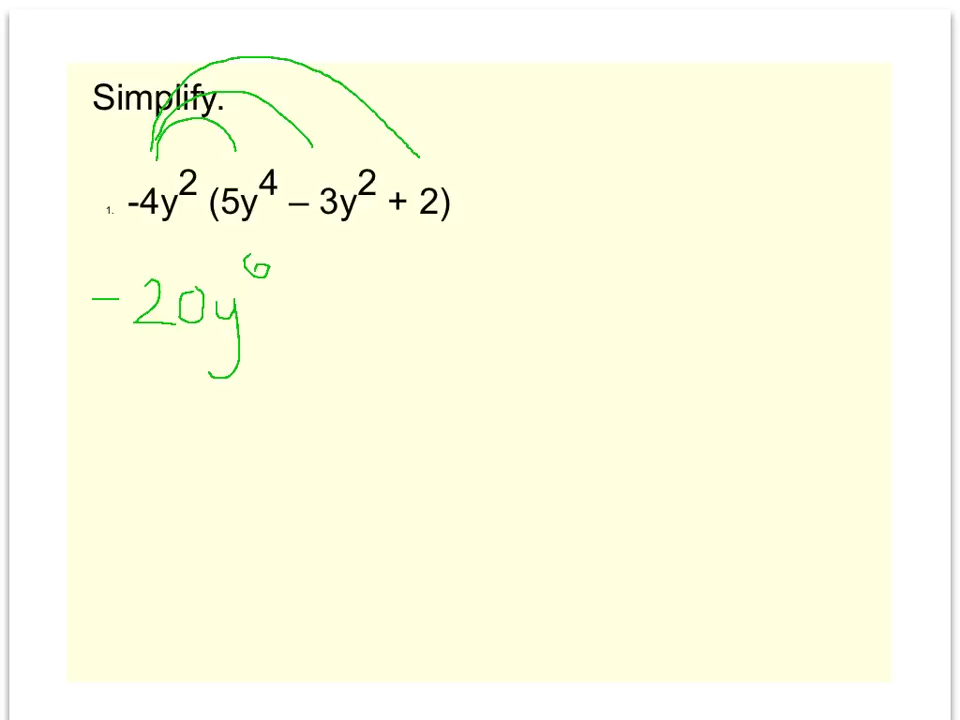 Simplify.
1. -4y² (5y⁴ – 3y² + 2)
-20y⁶